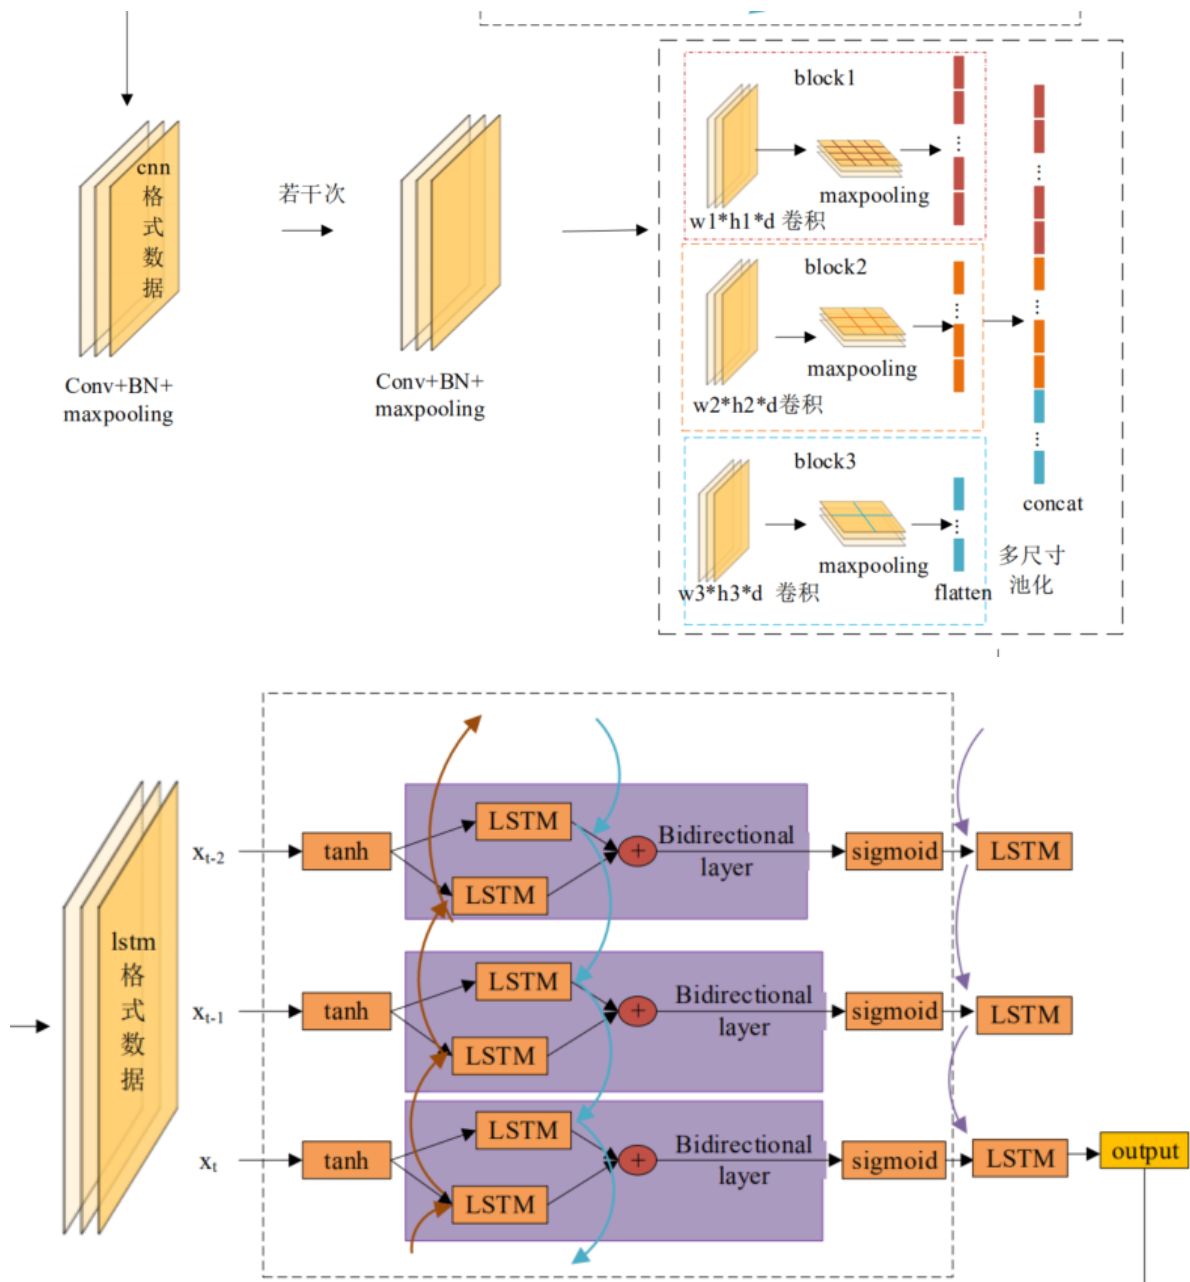 cnn
格
式
数
据
Conv+BN+
maxpooling
若干次
Conv+BN+
maxpooling
block1
maxpooling
w1*h1*d 卷积
block2
maxpooling
w2*h2*d卷积
block3
maxpooling
w3*h3*d 卷积
flatten
concat
多尺寸
池化
lstm
格
式
数
据
xt-2
tanh
LSTM
LSTM
+
Bidirectional
layer
sigmoid
LSTM
xt-1
tanh
LSTM
LSTM
+
Bidirectional
layer
sigmoid
LSTM
xt
tanh
LSTM
LSTM
+
Bidirectional
layer
sigmoid
LSTM
output